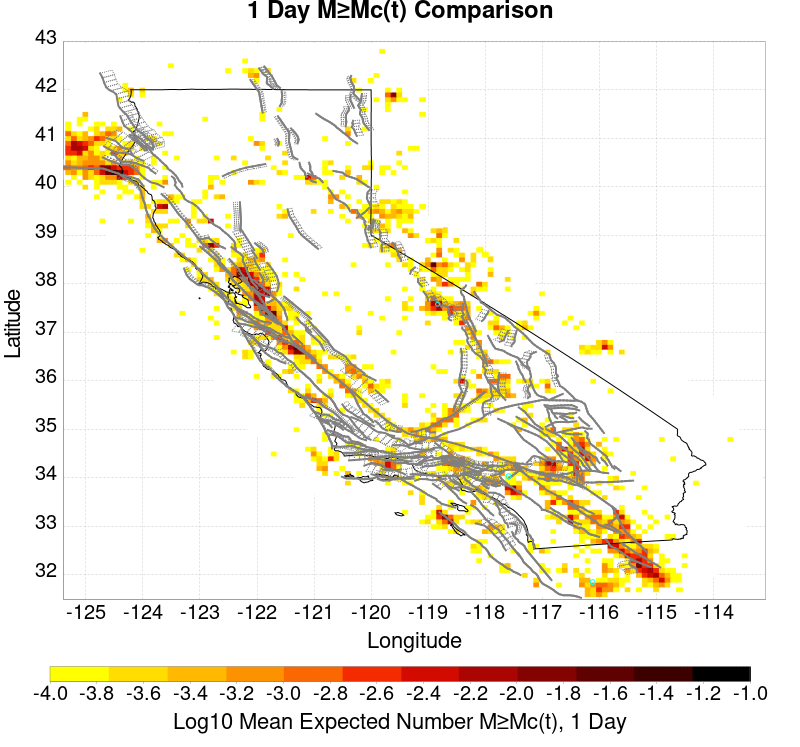 1 Day M≥Mc(t) Comparison
43
42
41
40
39
38
37
36
35
34
33
32
Latitude
-125 -124 -123 -122 -121 -120 -119 -118 -117 -116 -115 -114
Longitude
-4.0 -3.8 -3.6 -3.4 -3.2 -3.0 -2.8 -2.6 -2.4 -2.2 -2.0 -1.8 -1.6 -1.4 -1.2 -1.0
Log10 Mean Expected Number M≥Mc(t), 1 Day